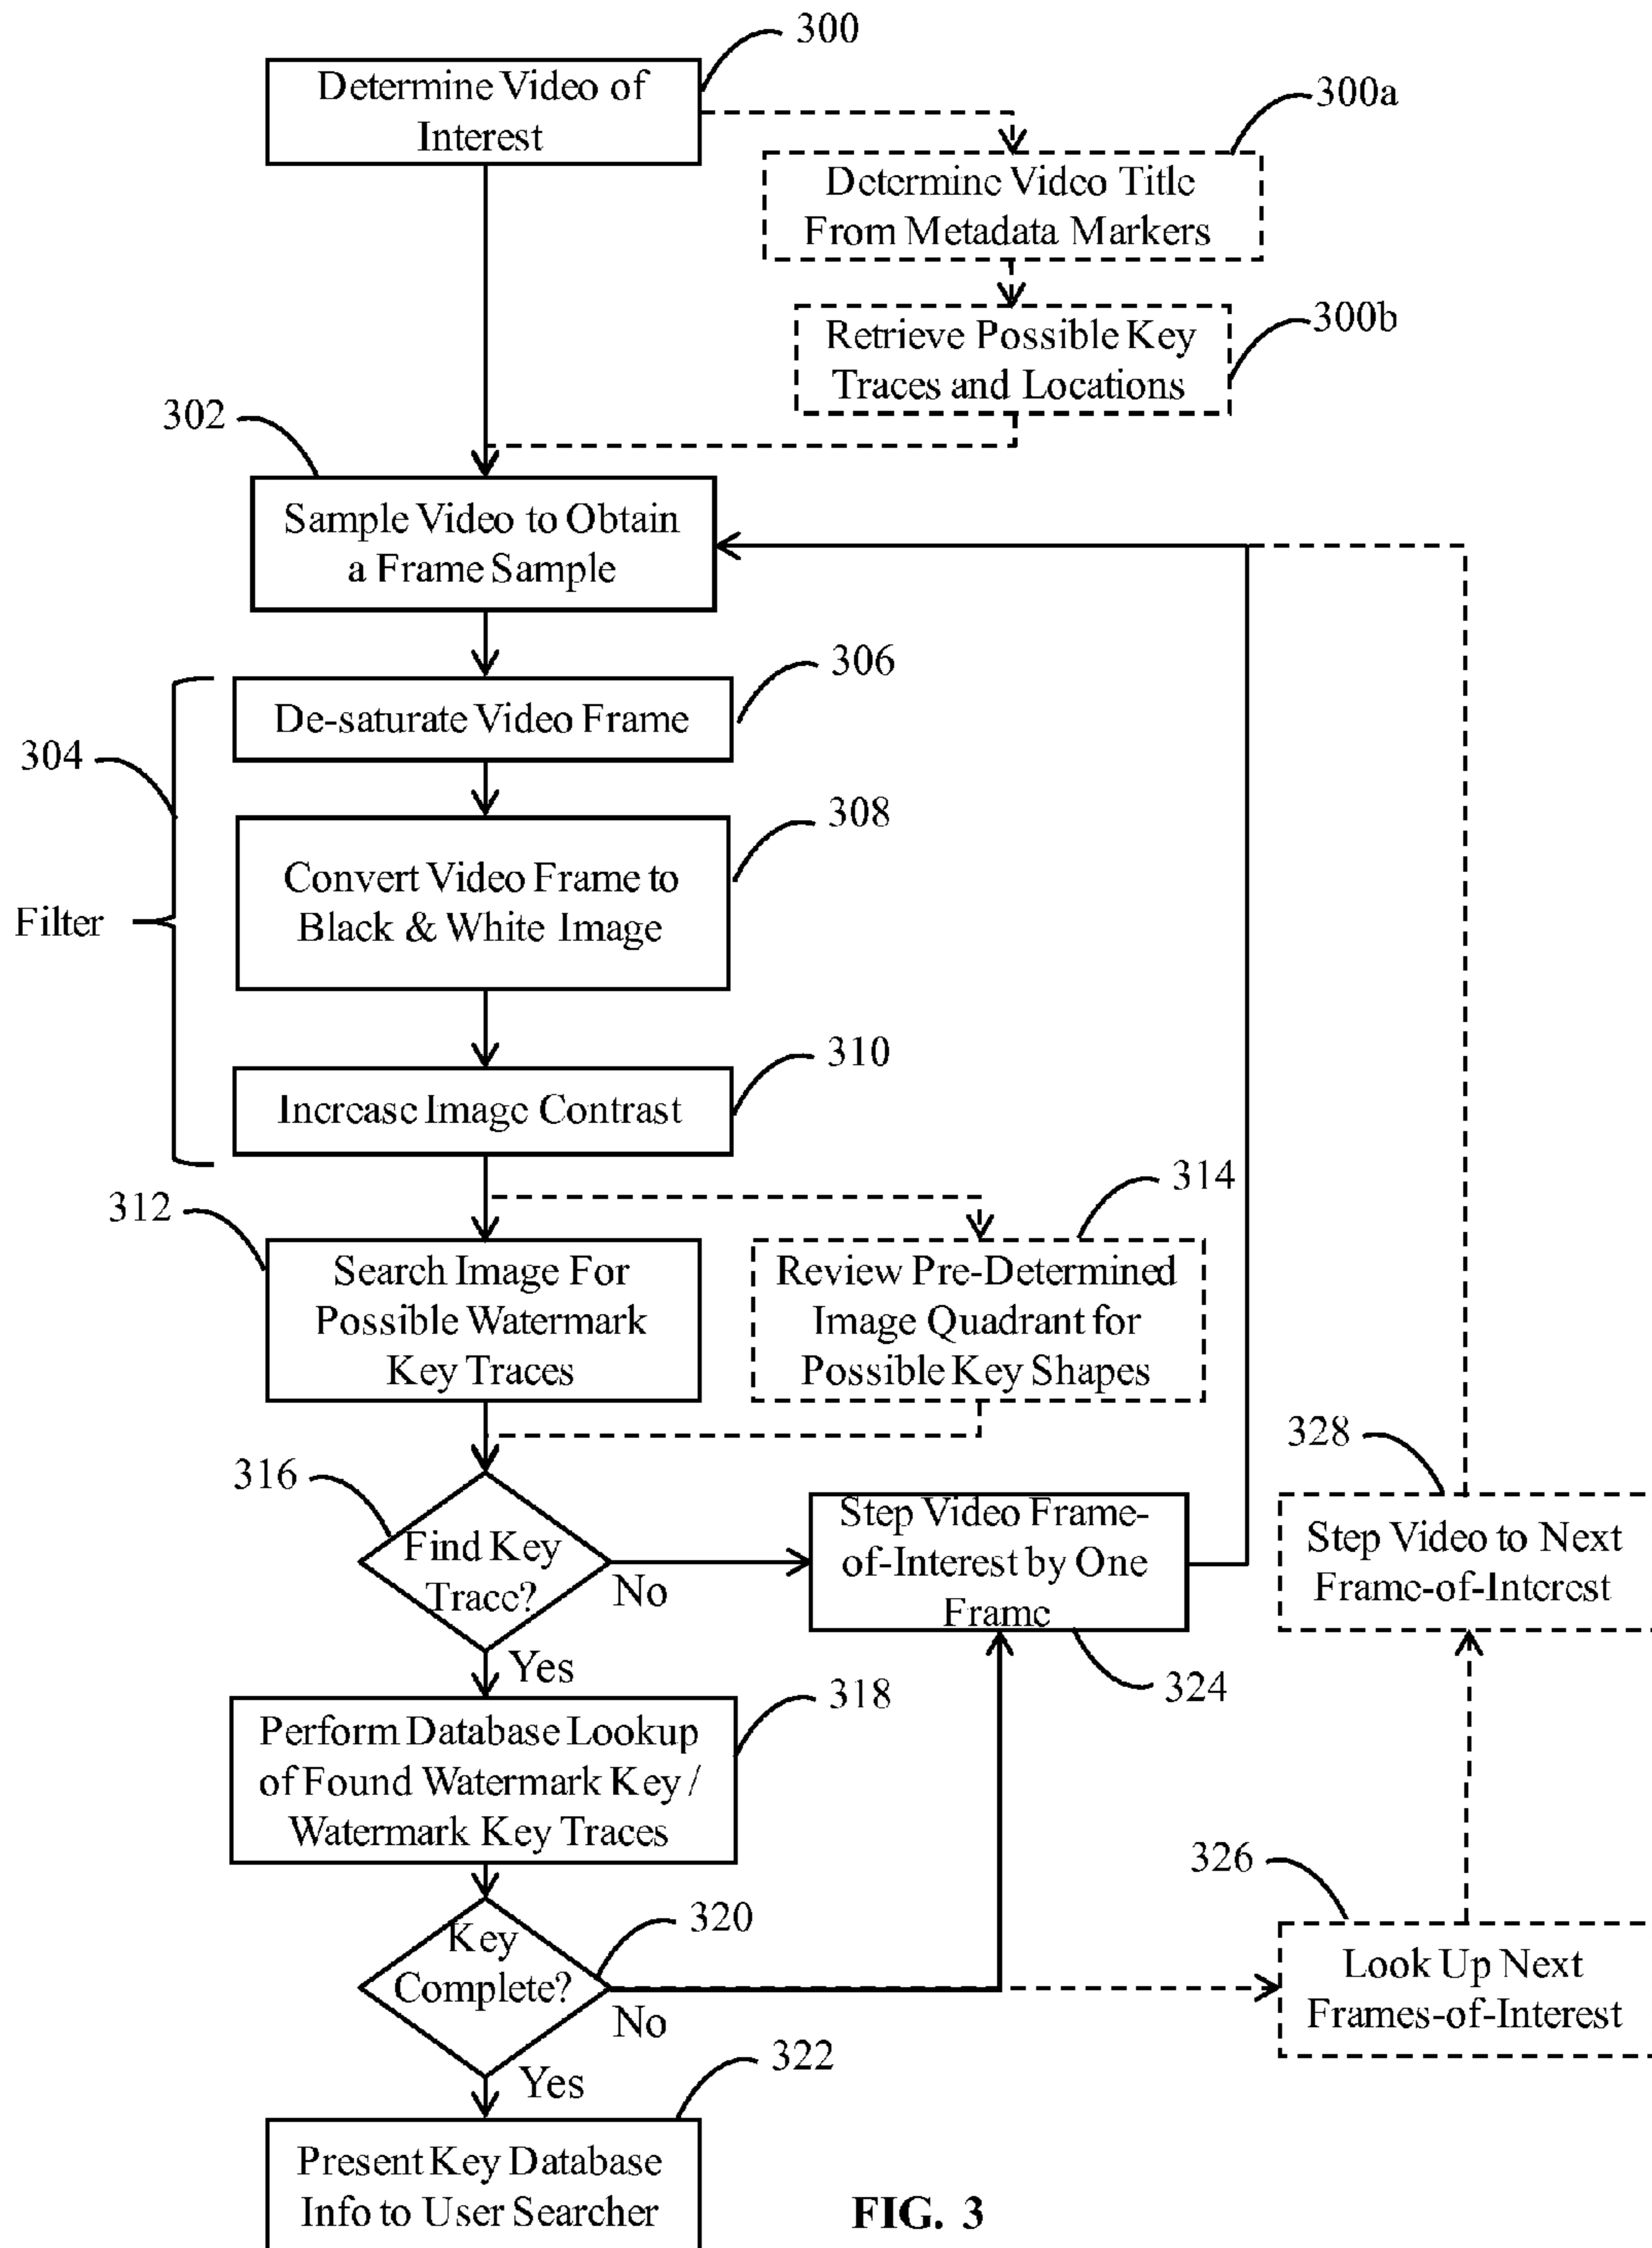 300
Determine Video of
Interest
300a
Determine Video Title
From Metadata Markers
300b
Retrieve Possible Key
Traces and Locations
302
Sample Video to Obtain
a Frame Sample
306
De-saturate Video Frame
304
308
Convert Video Frame to
Black & White Image
Filter
310
Increase Image Contrast
314
312
Search Image For
Possible Watermark
Key Traces
Review Pre-Determined
Image Quadrant for
Possible Key Shapes
328
316
Find Key
Trace?
No
Yes
Step Video Frame-
of-Interest by One
Frame
324
Step Video to Next
Frame-of-Interest
318
Perform Database Lookup
of Found Watermark Key /
Watermark Key Traces
326
320
Key
Complete?
No
Yes
Look Up Next
Frames-of-Interest
322
Present Key Database
Info to User Searcher
FIG. 3